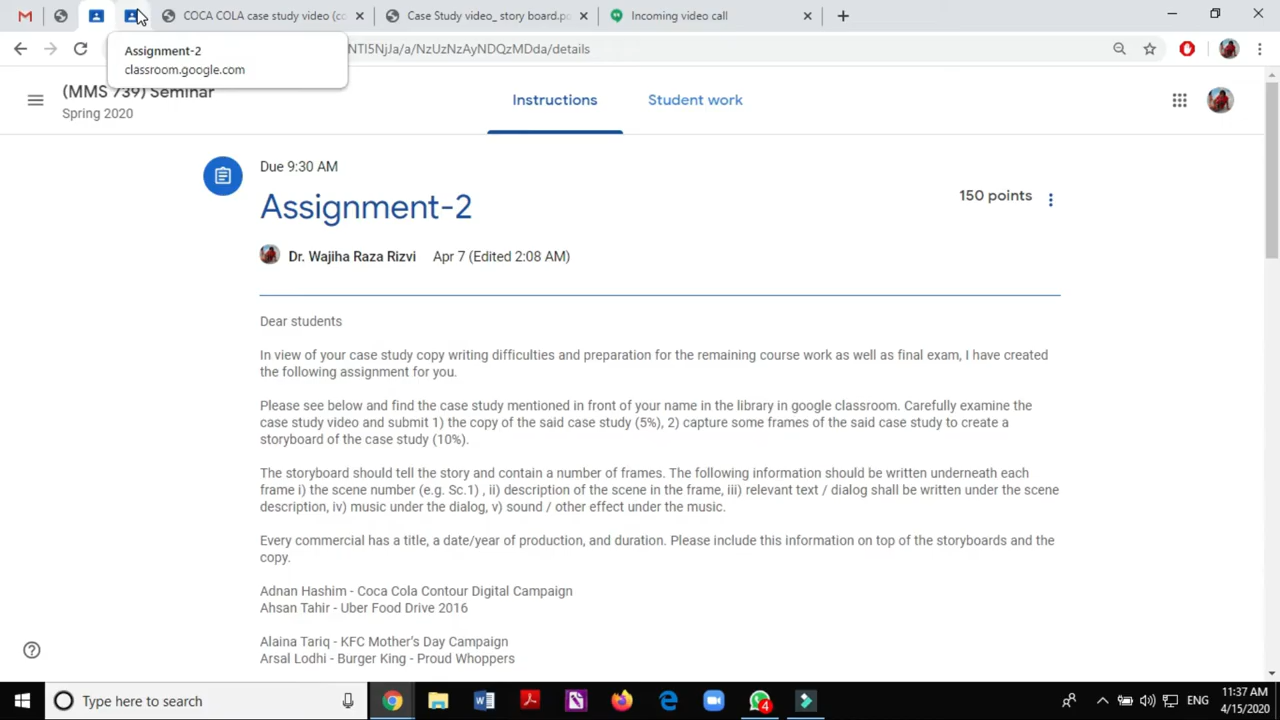 COCA COLA case study video (co
Case Study video_ story board.po
Incoming video call
NTI5NjJa/a/NzUzNzAyNDQzMDda/details
Assignment-2
classroom.google.com
(MMS 739) Seminar
Spring 2020
Instructions
Student work
Due 9:30 AM
Assignment-2
150 points
Dr. Wajiha Raza Rizvi Apr 7 (Edited 2:08 AM)
Dear students
In view of your case study copy writing difficulties and preparation for the remaining course work as well as final exam, I have created
the following assignment for you.
Please see below and find the case study mentioned in front of your name in the library in google classroom. Carefully examine the
case study video and submit 1) the copy of the said case study (5%), 2) capture some frames of the said case study to create a
storyboard of the case study (10%).
The storyboard should tell the story and contain a number of frames. The following information should be written underneath each
frame i) the scene number (e.g. Sc.1) , ii) description of the scene in the frame, iii) relevant text / dialog shall be written under the scene
description, iv) music under the dialog, v) sound / other effect under the music.
Every commercial has a title, a date/year of production, and duration. Please include this information on top of the storyboards and the
copy.
Adnan Hashim - Coca Cola Contour Digital Campaign
Ahsan Tahir - Uber Food Drive 2016
Alaina Tariq - KFC Mother's Day Campaign
Arsal Lodhi - Burger King - Proud Whoppers
Type here to search
4
ENG
11:37 AM
4/15/2020